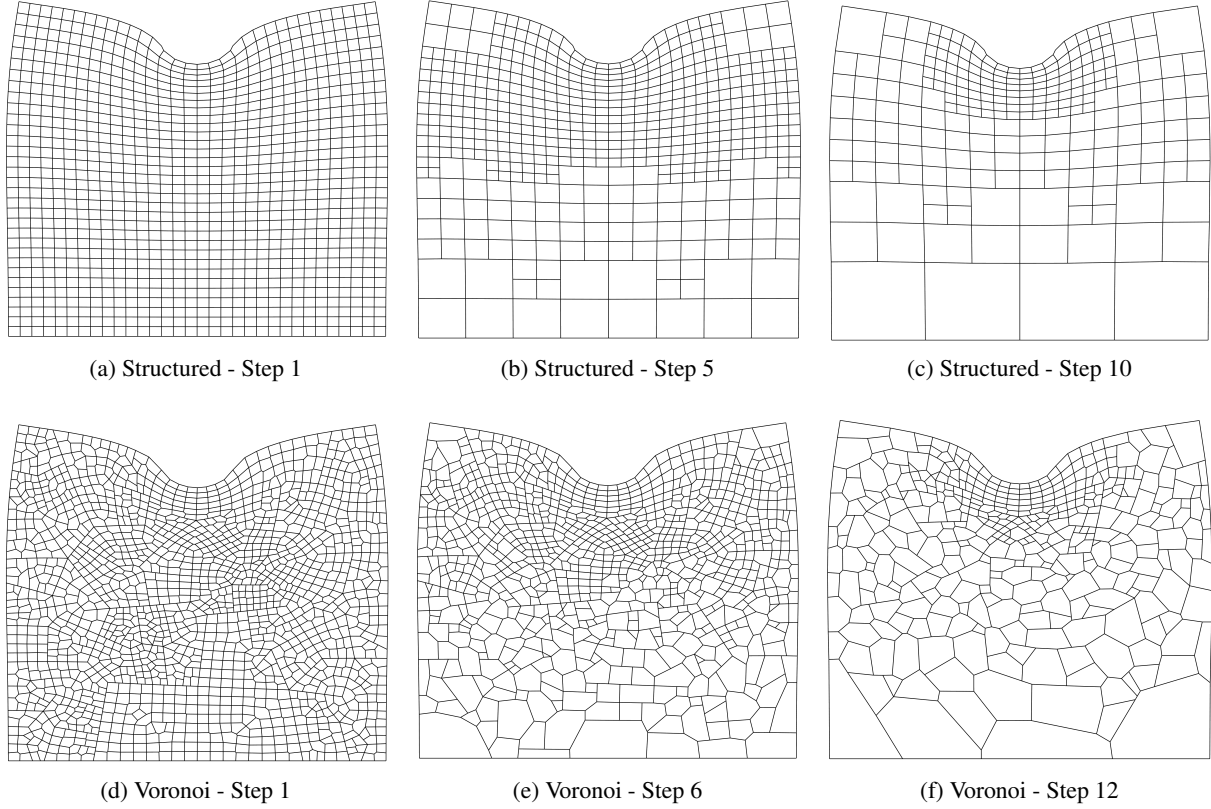 (a) Structured - Step 1
(b) Structured - Step 5
(c) Structured - Step 10
(d) Voronoi - Step 1
(e) Voronoi - Step 6
(f) Voronoi - Step 12